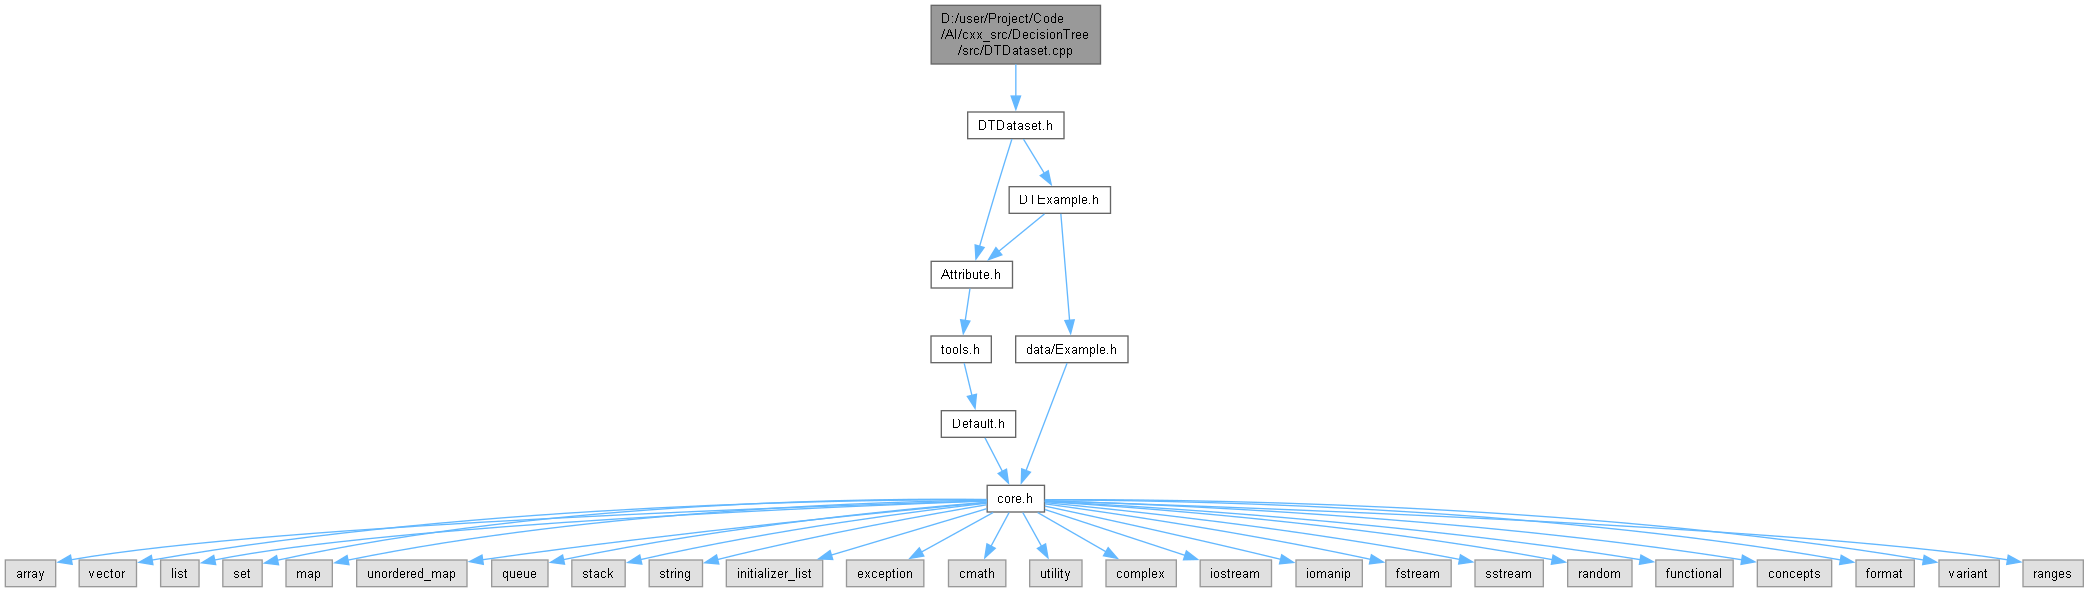 D:/user/Project/Code
/AI/cxx_src/DecisionTree
/src/DTDataset.cpp
DTDataset.h
DTExample.h
Attribute.h
tools.h
data/Example.h
Default.h
core.h
array
vector
list
set
map
unordered_map
queue
stack
string
initializer_list
exception
cmath
utility
complex
iostream
iomanip
fstream
sstream
random
functional
concepts
format
variant
ranges